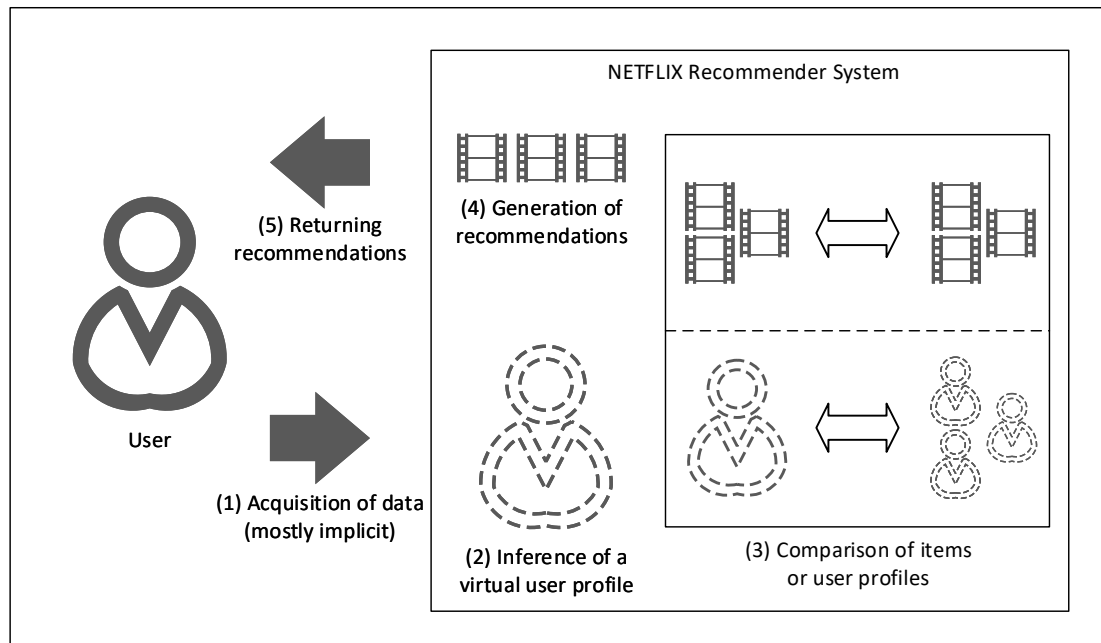 NETFLIX Recommender System
(5) Returning
recommendations
(4) Generation of
recommendations
User
(1) Acquisition of data
(mostly implicit)
(2) Inference of a
virtual user profile
(3) Comparison of items
or user profiles